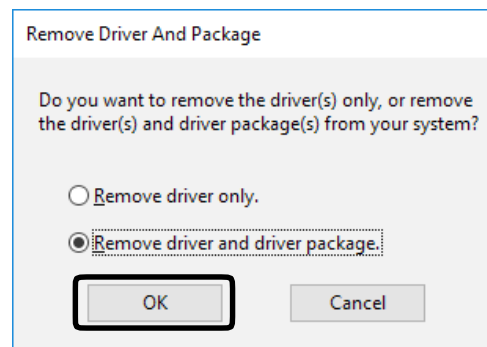 Remove Driver And Package
Do you want to remove the driver(s) only, or remove
the driver(s) and driver package(s) from your system?
Remove driver only.
Remove driver and driver package.
OK
Cancel